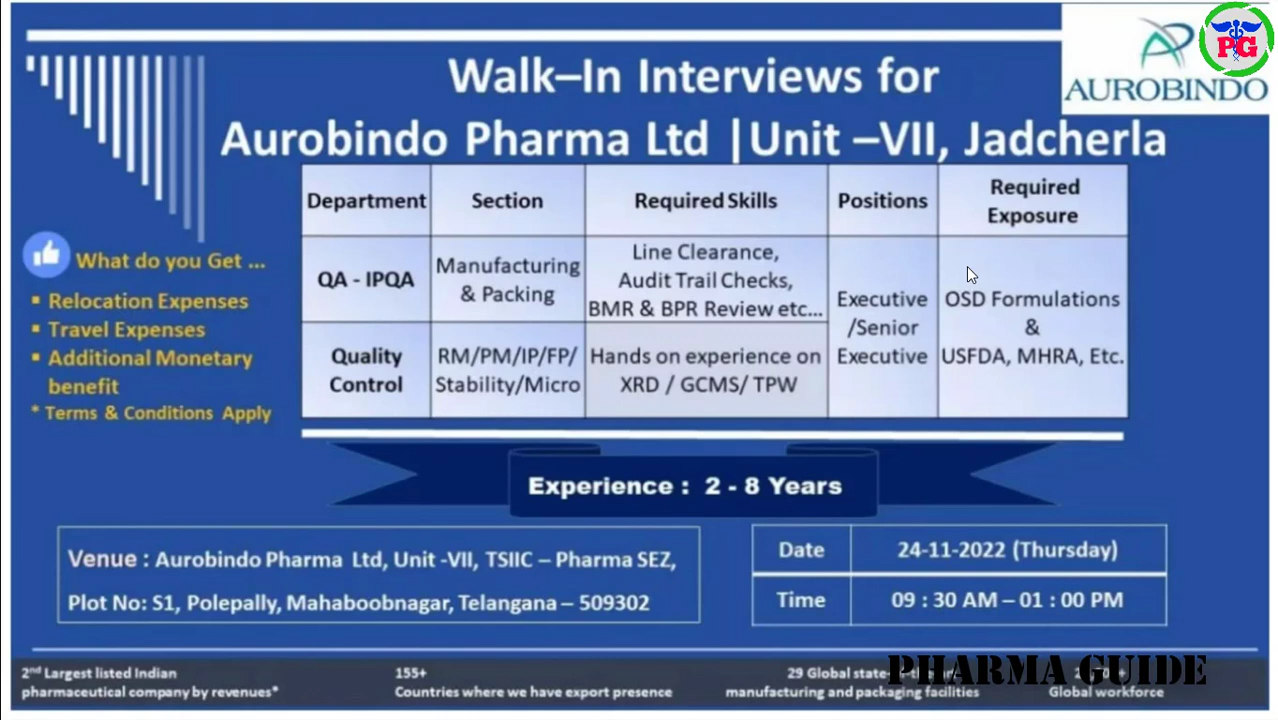 PG
AUROBINDO
Walk–In Interviews for
Aurobindo Pharma Ltd | Unit –VII, Jadcherla
What do you Get ...
▪ Relocation Expenses
▪ Travel Expenses
▪ Additional Monetary
benefit
* Terms & Conditions Apply
Department Section Required Skills Positions Required
Exposure
QA - IPQA Manufacturing
& Packing
Line Clearance,
Audit Trail Checks,
BMR & BPR Review etc...
Quality
Control
RM/PM/IP/FP/
Stability/Micro
Hands on experience on
XRD / GCMS/ TPW
Executive
/Senior
Executive
OSD Formulations
&
USFDA, MHRA, Etc.
Experience : 2 - 8 Years
Venue : Aurobindo Pharma Ltd, Unit -VII, TSIIC – Pharma SEZ,
Plot No: S1, Polepally, Mahaboobnagar, Telangana – 509302
Date 24-11-2022 (Thursday)
Time 09 : 30 AM – 01 : 00 PM
2nd Largest listed Indian
pharmaceutical company by revenues*
155+
Countries where we have export presence
29 Global state
manufacturing and packaging facilities
Global workforce
PHARMA GUIDE